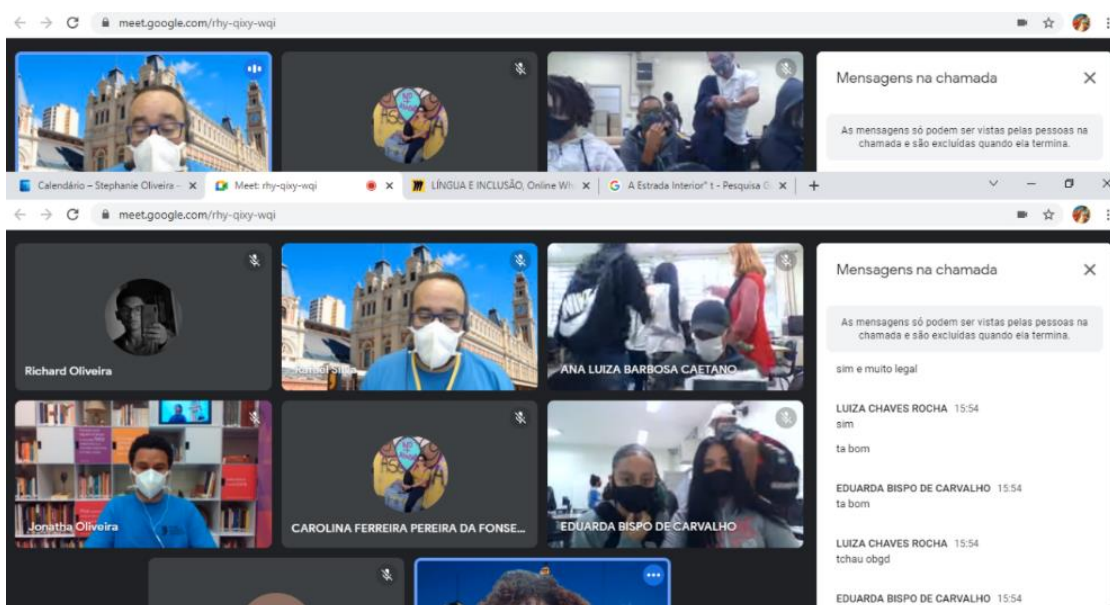 meet.google.com/rhy-qixy-wqi
Mensagens na chamada
As mensagens só podem ser vistas pelas pessoas na
chamada e são excluídas quando ela termina.
Calendário – Stephanie Oliveira -
Meet: rhy-qixy-wqi
LÍNGUA E INCLUSÃO, Online Wh
A Estrada Interior" t - Pesquisa G
meet.google.com/rhy-qixy-wqi
Richard Oliveira
Rafael Silva
ANA LUIZA BARBOSA CAETANO
Jonatha Oliveira
CAROLINA FERREIRA PEREIRA DA FONSE...
EDUARDA BISPO DE CARVALHO
Mensagens na chamada
As mensagens só podem ser vistas pelas pessoas na
chamada e são excluídas quando ela termina.
sim e muito legal
LUIZA CHAVES ROCHA 15:54
sim
ta bom
EDUARDA BISPO DE CARVALHO 15:54
ta bom
LUIZA CHAVES ROCHA 15:54
tchau obgd
EDUARDA BISPO DE CARVALHO 15:54